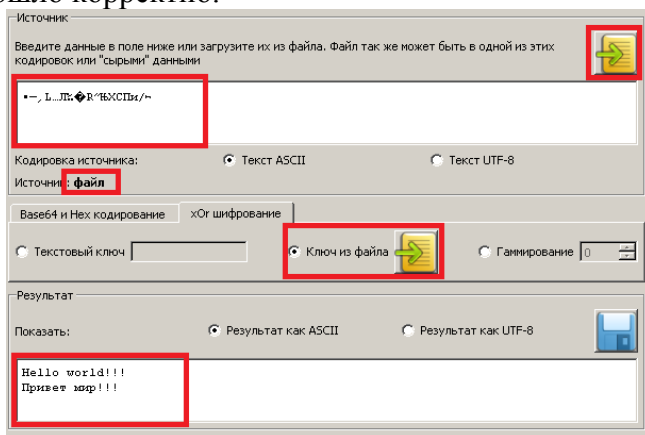 ошло корректно.
Источник
Введите данные в поле ниже или загрузите их из файла. Файл так же может быть в одной из этих
кодировок или "сырыми" данными
Кодировка источника:
Текст ASCII
Текст UTF-8
Источник: файл
Base64 и Hex кодирование
xOr шифрование
Текстовый ключ
Ключ из файла
Гаммирование
0
Результат
Показать:
Результат как ASCII
Результат как UTF-8
Hello world!!!
Привет мир!!!